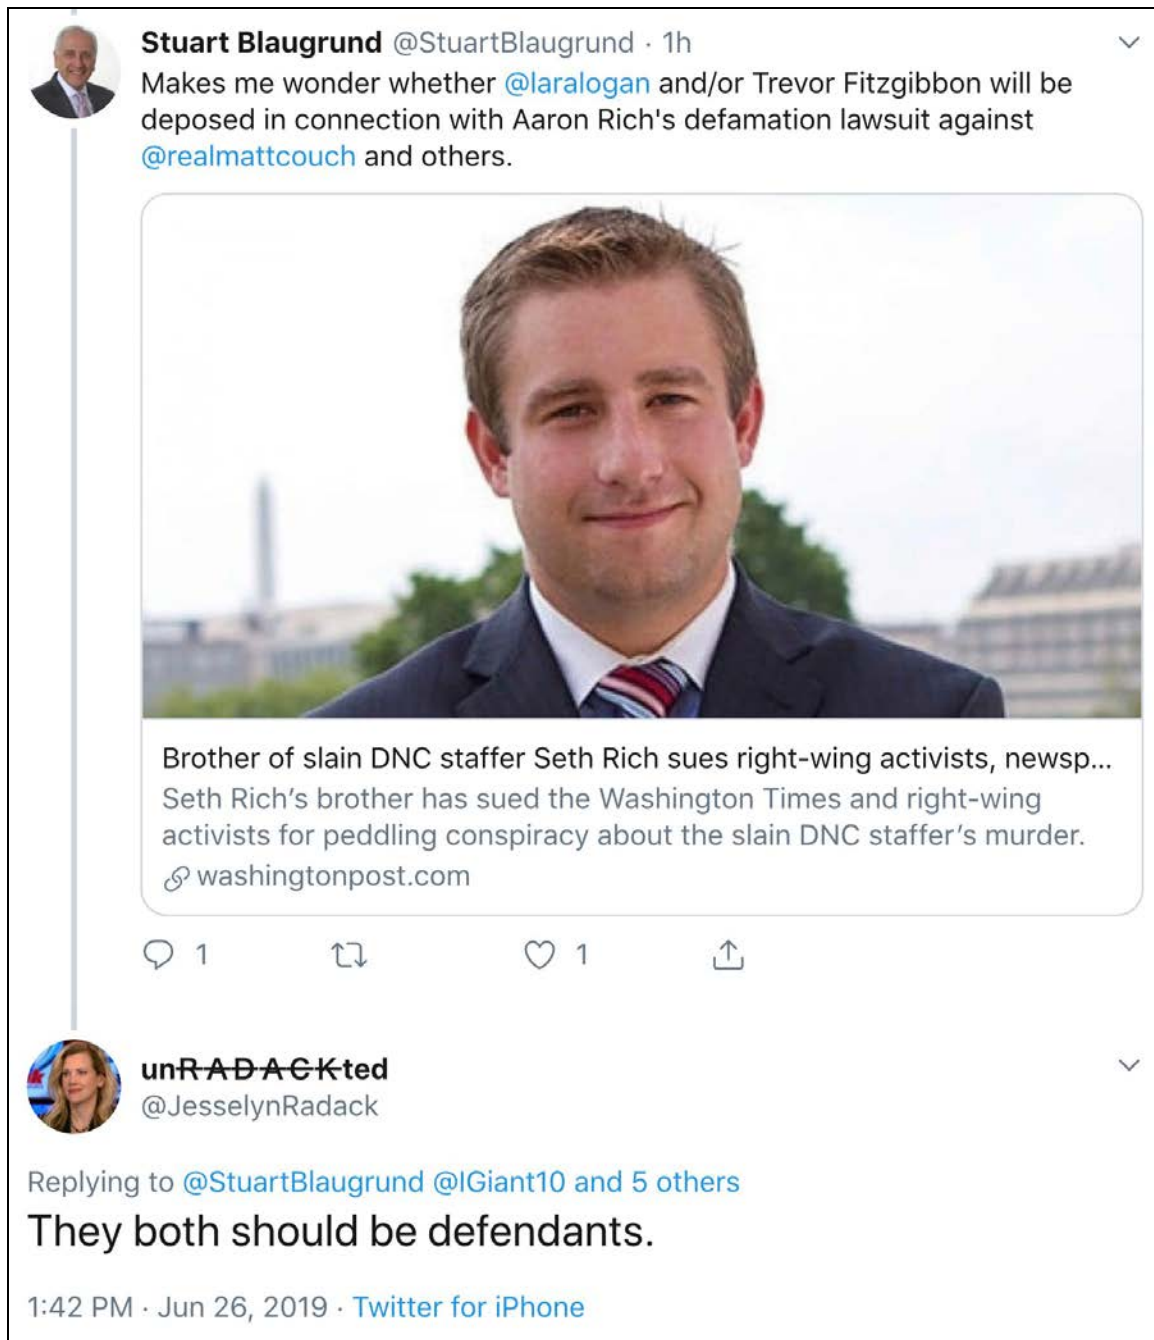 Stuart Blaugrund @StuartBlaugrund · 1h
Makes me wonder whether @laralogan and/or Trevor Fitzgibbon will be
deposed in connection with Aaron Rich's defamation lawsuit against
@realmattcouch and others.
Brother of slain DNC staffer Seth Rich sues right-wing activists, newsp...
Seth Rich’s brother has sued the Washington Times and right-wing
activists for peddling conspiracy about the slain DNC staffer’s murder.
washingtonpost.com
1 1
unRADACKted
@JesselynRadack
Replying to @StuartBlaugrund @IGiant10 and 5 others
They both should be defendants.
1:42 PM · Jun 26, 2019 · Twitter for iPhone